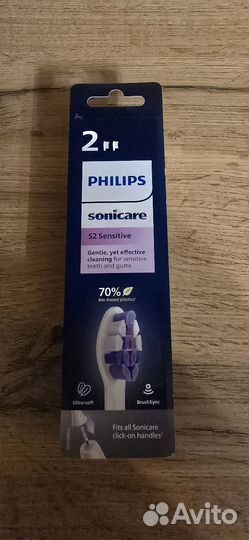 2
PHILIPS
sonicare
S2 Sensitive
Gentle, yet effective
cleaning for sensitive
teeth and gums
70%
bio-based plastics¹
Ultra-soft
BrushSync
Fits all Sonicare
click-on handles²
Avito